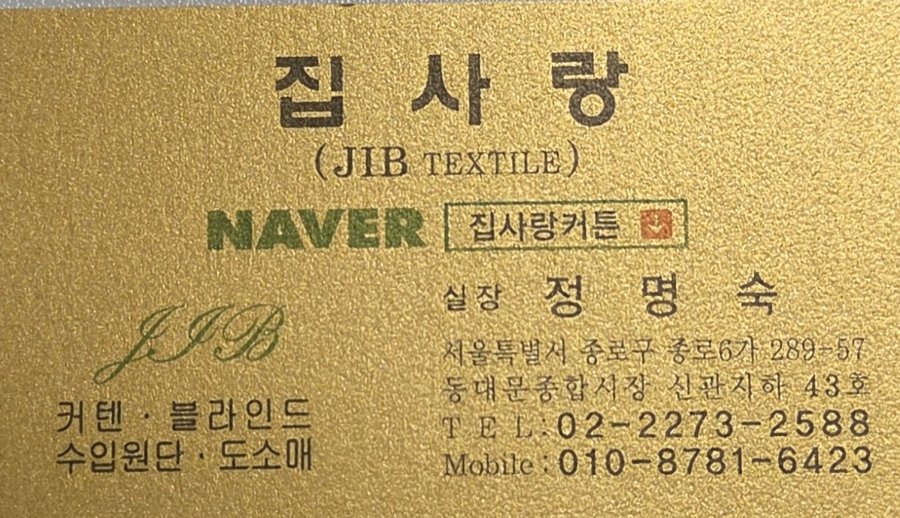 집 사 랑
(JIB TEXTILE)
NAVER 집사랑커튼
실장 정 명 숙
JIB
서울특별시 종로구 종로6가 289-57
동대문종합시장 신관지하 43호
커텐 · 블라인드
TEL:02-2273-2588
수입원단 · 도소매
Mobile:010-8781-6423